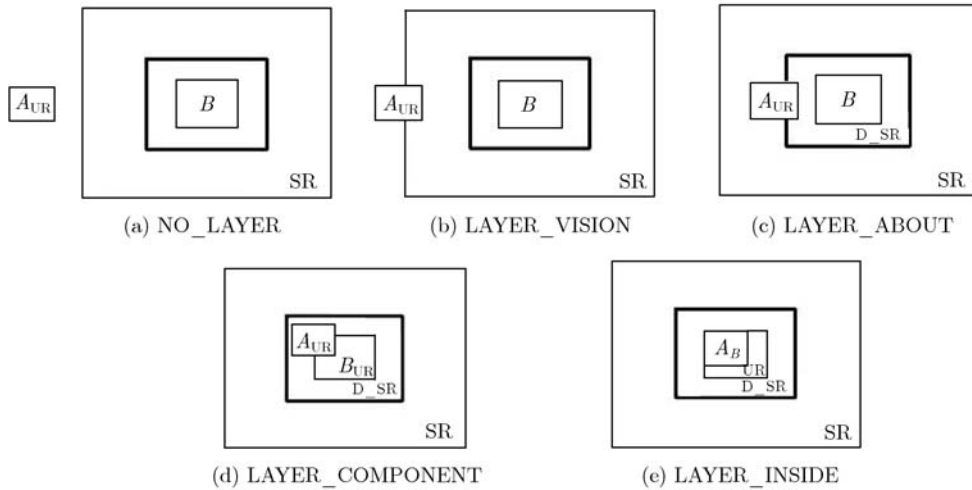 A_UR B SR
A_UR B SR
A_UR B D_SR SR
(a) NO_LAYER (b) LAYER_VISION (c) LAYER_ABOUT
A_UR B_UR D_SR SR
A_B UR D_SR SR
(d) LAYER_COMPONENT (e) LAYER_INSIDE